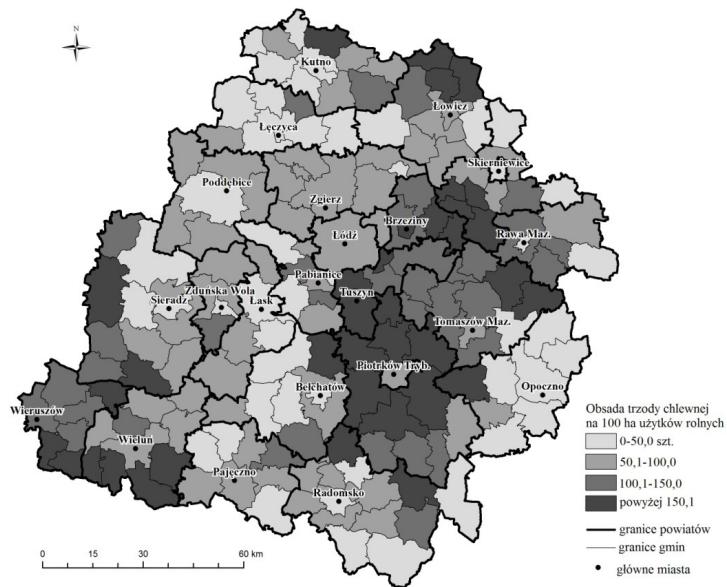 N
Kutno
Łowicz
Łęczyca
Skierniewice
Poddębice
Zgierz
Brzeziny
Rawa Maz.
Łódź
Pabianice
Zduńska Wola
Sieradz
Łask
Tuszyn
Tomaszów Maz.
Piotrków Tryb.
Opoczno
Bełchatów
Wieruszów
Wieluń
Pajęczno
Radomsko
Obsada trzody chlewnej
na 100 ha użytków rolnych
0-50,0 szt.
50,1-100,0
100,1-150,0
powyżej 150,1
granice powiatów
granice gmin
główne miasta
0 15 30 60 km